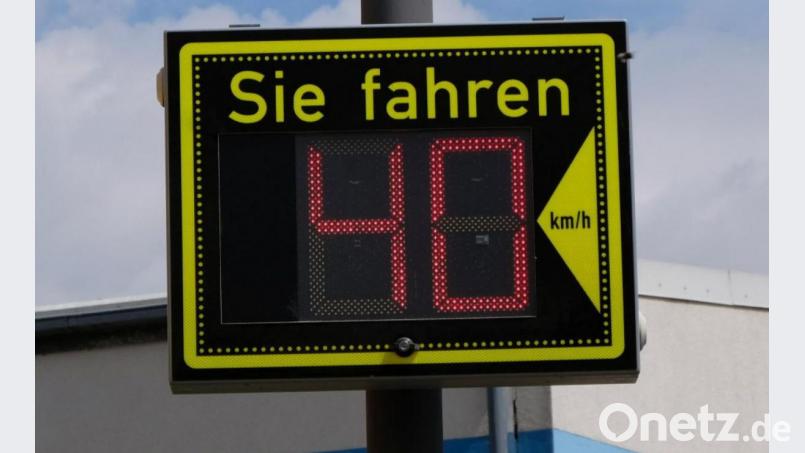 Sie fahren
40
km/h
Onetz.de